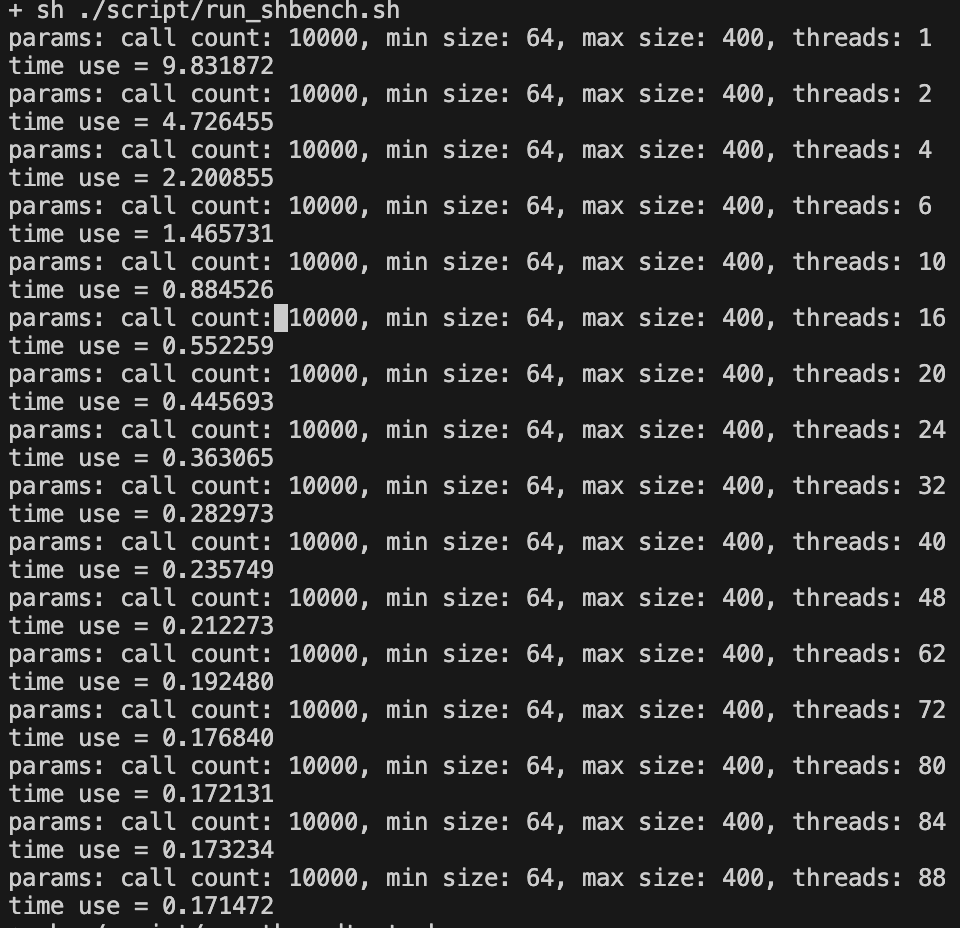 + sh ./script/run_shbench.sh
params: call count: 10000, min size: 64, max size: 400, threads: 1
time use = 9.831872
params: call count: 10000, min size: 64, max size: 400, threads: 2
time use = 4.726455
params: call count: 10000, min size: 64, max size: 400, threads: 4
time use = 2.200855
params: call count: 10000, min size: 64, max size: 400, threads: 6
time use = 1.465731
params: call count: 10000, min size: 64, max size: 400, threads: 10
time use = 0.884526
params: call count: 10000, min size: 64, max size: 400, threads: 16
time use = 0.552259
params: call count: 10000, min size: 64, max size: 400, threads: 20
time use = 0.445693
params: call count: 10000, min size: 64, max size: 400, threads: 24
time use = 0.363065
params: call count: 10000, min size: 64, max size: 400, threads: 32
time use = 0.282973
params: call count: 10000, min size: 64, max size: 400, threads: 40
time use = 0.235749
params: call count: 10000, min size: 64, max size: 400, threads: 48
time use = 0.212273
params: call count: 10000, min size: 64, max size: 400, threads: 62
time use = 0.192480
params: call count: 10000, min size: 64, max size: 400, threads: 72
time use = 0.176840
params: call count: 10000, min size: 64, max size: 400, threads: 80
time use = 0.172131
params: call count: 10000, min size: 64, max size: 400, threads: 84
time use = 0.173234
params: call count: 10000, min size: 64, max size: 400, threads: 88
time use = 0.171472